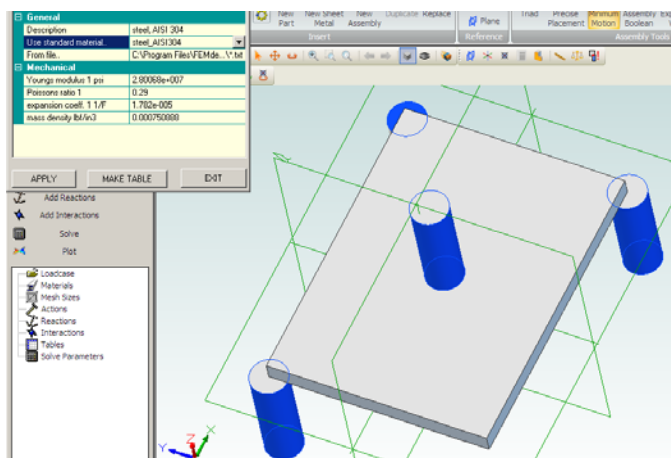 General
Description steel, AISI 304
Use standard material.. steel_AISI304
From file.. C:\Program Files\FEMde...\*.txt
Mechanical
Youngs modulus 1 psi 2.80068e+007
Poissons ratio 1 0.29
expansion coeff. 1 1/F 1.782e-005
mass density lbf/in3 0.000750888
APPLY MAKE TABLE EXIT
New Part
New Sheet Metal
New Assembly
Duplicate Replace
Insert
Plane
Reference
Triad
Precise Placement
Minimum Motion
Assembly Boolean
Assembly Tools
Add Reactions
Add Interactions
Solve
Plot
Loadcase
Materials
Mesh Sizes
Actions
Reactions
Interactions
Tables
Solve Parameters
Y Z X